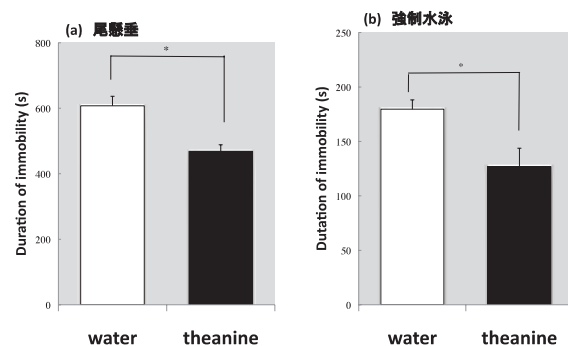 (a) 尾懸垂
Duration of immobility (s)
800
600
400
200
0
*
water
theanine
(b) 強制水泳
Dutation of immobility (s)
250
200
150
100
50
0
*
water
theanine